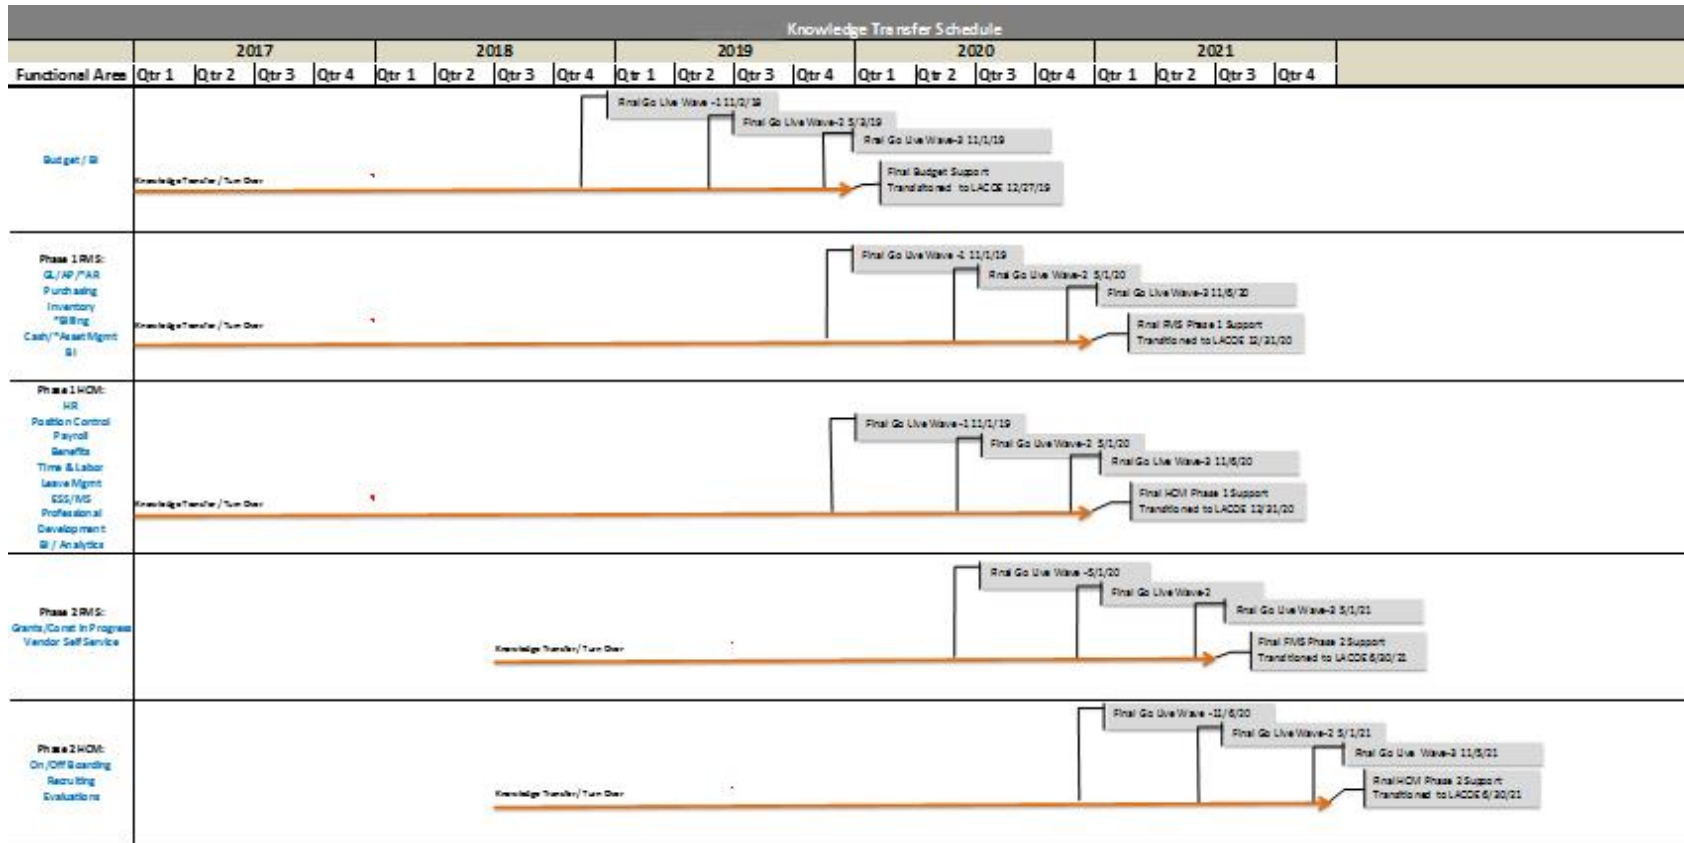 Knowledge Transfer Schedule
2017 2018 2019 2020 2021
Functional Area Qtr 1 Qtr 2 Qtr 3 Qtr 4 Qtr 1 Qtr 2 Qtr 3 Qtr 4 Qtr 1 Qtr 2 Qtr 3 Qtr 4 Qtr 1 Qtr 2 Qtr 3 Qtr 4 Qtr 1 Qtr 2 Qtr 3 Qtr 4
Budget / BI
Knowledge Transfer / Turn Over
Final Go Live Wave -1 11/2/19
Final Go Live Wave-2 5/3/19
Final Go Live Wave-3 11/1/19
Final Budget Support
Transitioned to LACOE 12/27/19
Phase 1 FMS:
GL/AP/*AR
Purchasing
Inventory
*Billing
Cash/*Asset Mgmt
BI
Knowledge Transfer / Turn Over
Final Go Live Wave -1 11/1/19
Final Go Live Wave-2 5/1/20
Final Go Live Wave-3 11/6/20
Final FMS Phase 1 Support
Transitioned to LACOE 12/31/20
Phase 1 HCM:
HR
Position Control
Payroll
Benefits
Time & Labor
Leave Mgmt
ESS/MS
Professional
Development
BI / Analytics
Knowledge Transfer / Turn Over
Final Go Live Wave -1 11/1/19
Final Go Live Wave-2 5/1/20
Final Go Live Wave-3 11/6/20
Final HCM Phase 1 Support
Transitioned to LACOE 12/31/20
Phase 2 FMS:
Grants/Const In Progress
Vendor Self Service
Knowledge Transfer/ Turn Over
Final Go Live Wave -5/1/20
Final Go Live Wave-2
Final Go Live Wave-3 5/1/21
Final FMS Phase 2 Support
Transitioned to LACOE 6/30/21
Phase 2 HCM:
On/Off Boarding
Recruiting
Evaluations
Knowledge Transfer/ Turn Over
Final Go Live Wave -11/6/20
Final Go Live Wave-2 5/1/21
Final Go Live Wave-3 11/5/21
Final HCM Phase 2 Support
Transitioned to LACOE 6/30/21